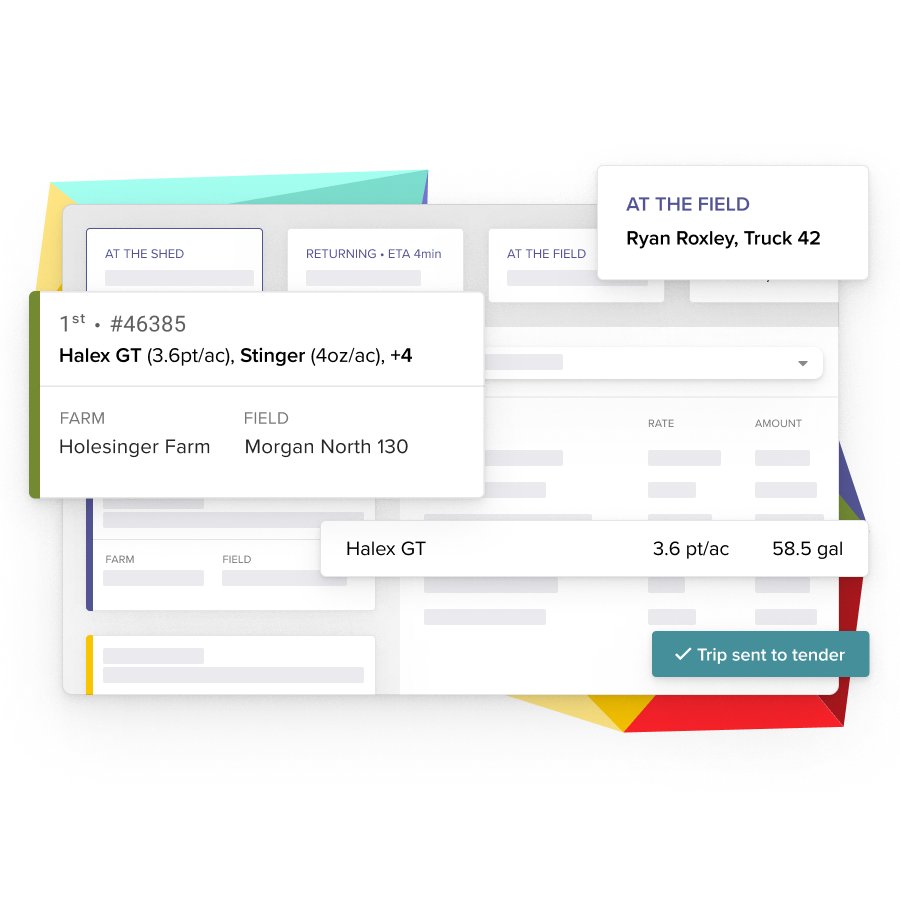 AT THE FIELD
Ryan Roxley, Truck 42
AT THE SHED
RETURNING • ETA 4min
AT THE FIELD
1st • #46385
Halex GT (3.6pt/ac), Stinger (4oz/ac), +4
FARM FIELD
Holesinger Farm Morgan North 130
RATE AMOUNT
Halex GT 3.6 pt/ac 58.5 gal
FARM FIELD
✓ Trip sent to tender